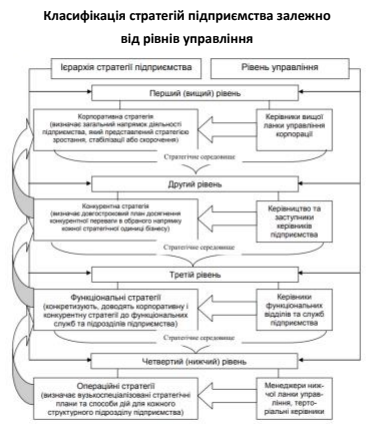 Класифікація стратегій підприємства залежно
від рівнів управління
Ієрархія стратегії підприємства
Рівень управління
Перший (вищий) рівень
Корпоративна стратегія
(визначає загальний напрямок діяльності
підприємства, який представлений стратегією
зростання, стабілізації або скорочення)
Керівники вищої
ланки управління
корпорації
Стратегічне середовище
Другий рівень
Конкурентна стратегія
(визначає довгостроковий план досягнення
конкурентної переваги в обраного напрямку
кожної стратегічної одиниці бізнесу)
Керівництво та
заступники
керівників
підприємства
Стратегічне середовище
Третій рівень
Функціональні стратегії
(конкретизують, доводять корпоративну і
конкурентну стратегії до функціональних
служб та підрозділів підприємства)
Керівники
функціональних
відділів та служб
підприємства
Стратегічне середовище
Четвертий (нижчий) рівень
Операційні стратегії
(визначає вузькоспеціалізовані стратегічні
плани та способи дій для кожного
структурного підрозділу підприємства)
Менеджери ниж-
чої ланки управ-
ління, терто-
ріальні керівники